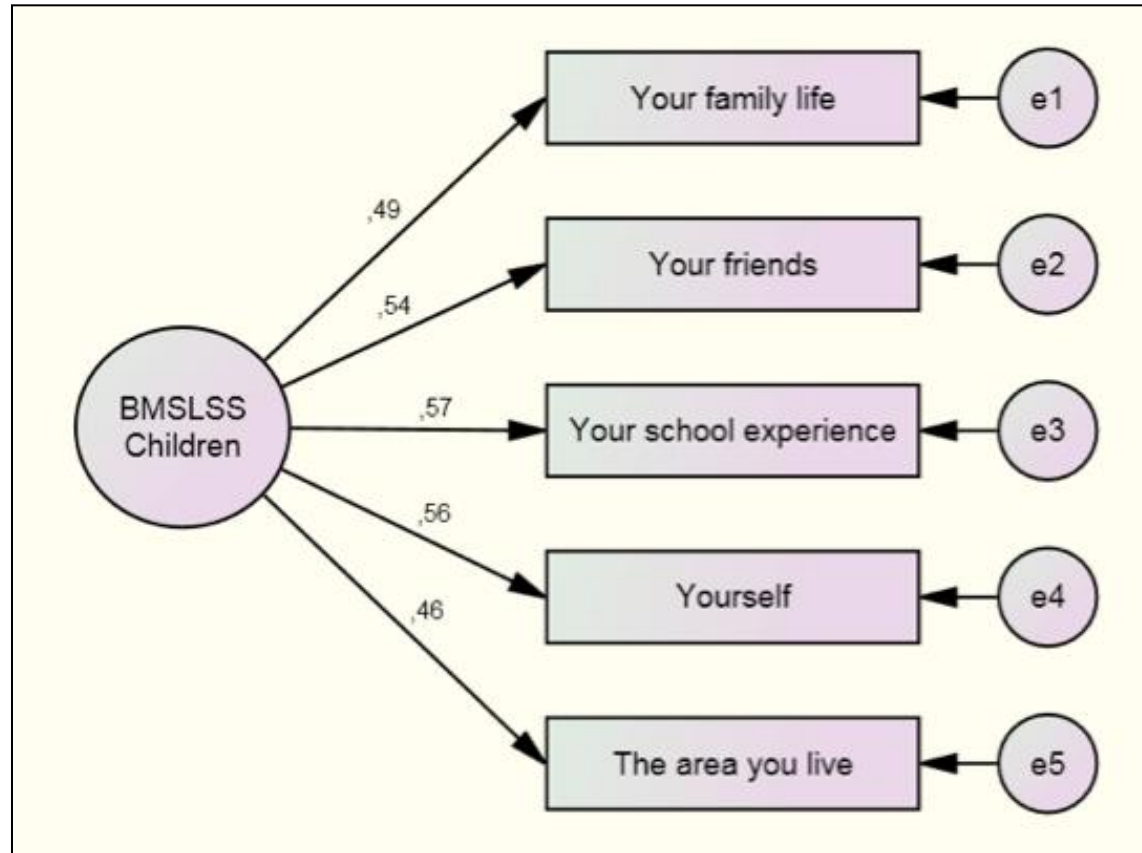 Your family life
e1
,49
Your friends
e2
,54
BMSLSS
Children
,57
Your school experience
e3
,56
Yourself
e4
,46
The area you live
e5